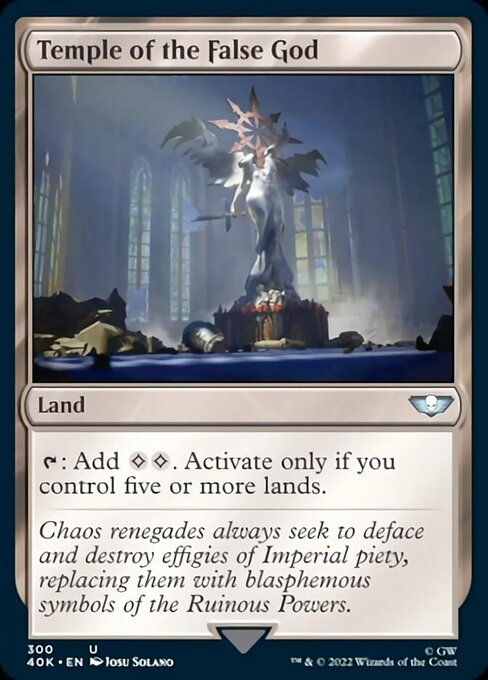 Temple of the False God
Land
: Add . Activate only if you
control five or more lands.
Chaos renegades always seek to deface
and destroy effigies of Imperial piety,
replacing them with blasphemous
symbols of the Ruinous Powers.
300 U
40K • EN Josu Solano
© GW
™ & © 2022 Wizards of the Coast